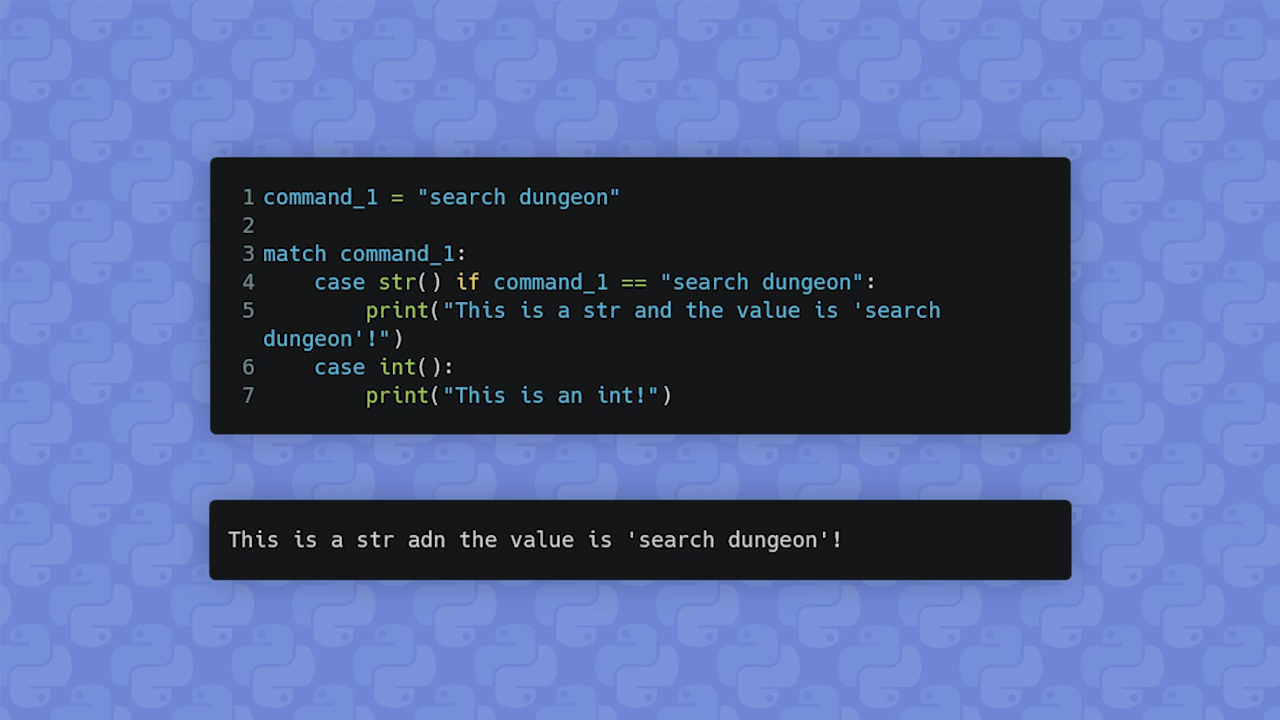 1 command_1 = "search dungeon"
2
3 match command_1:
4     case str() if command_1 == "search dungeon":
5         print("This is a str and the value is 'search
dungeon'!")
6     case int():
7         print("This is an int!")
This is a str adn the value is 'search dungeon'!